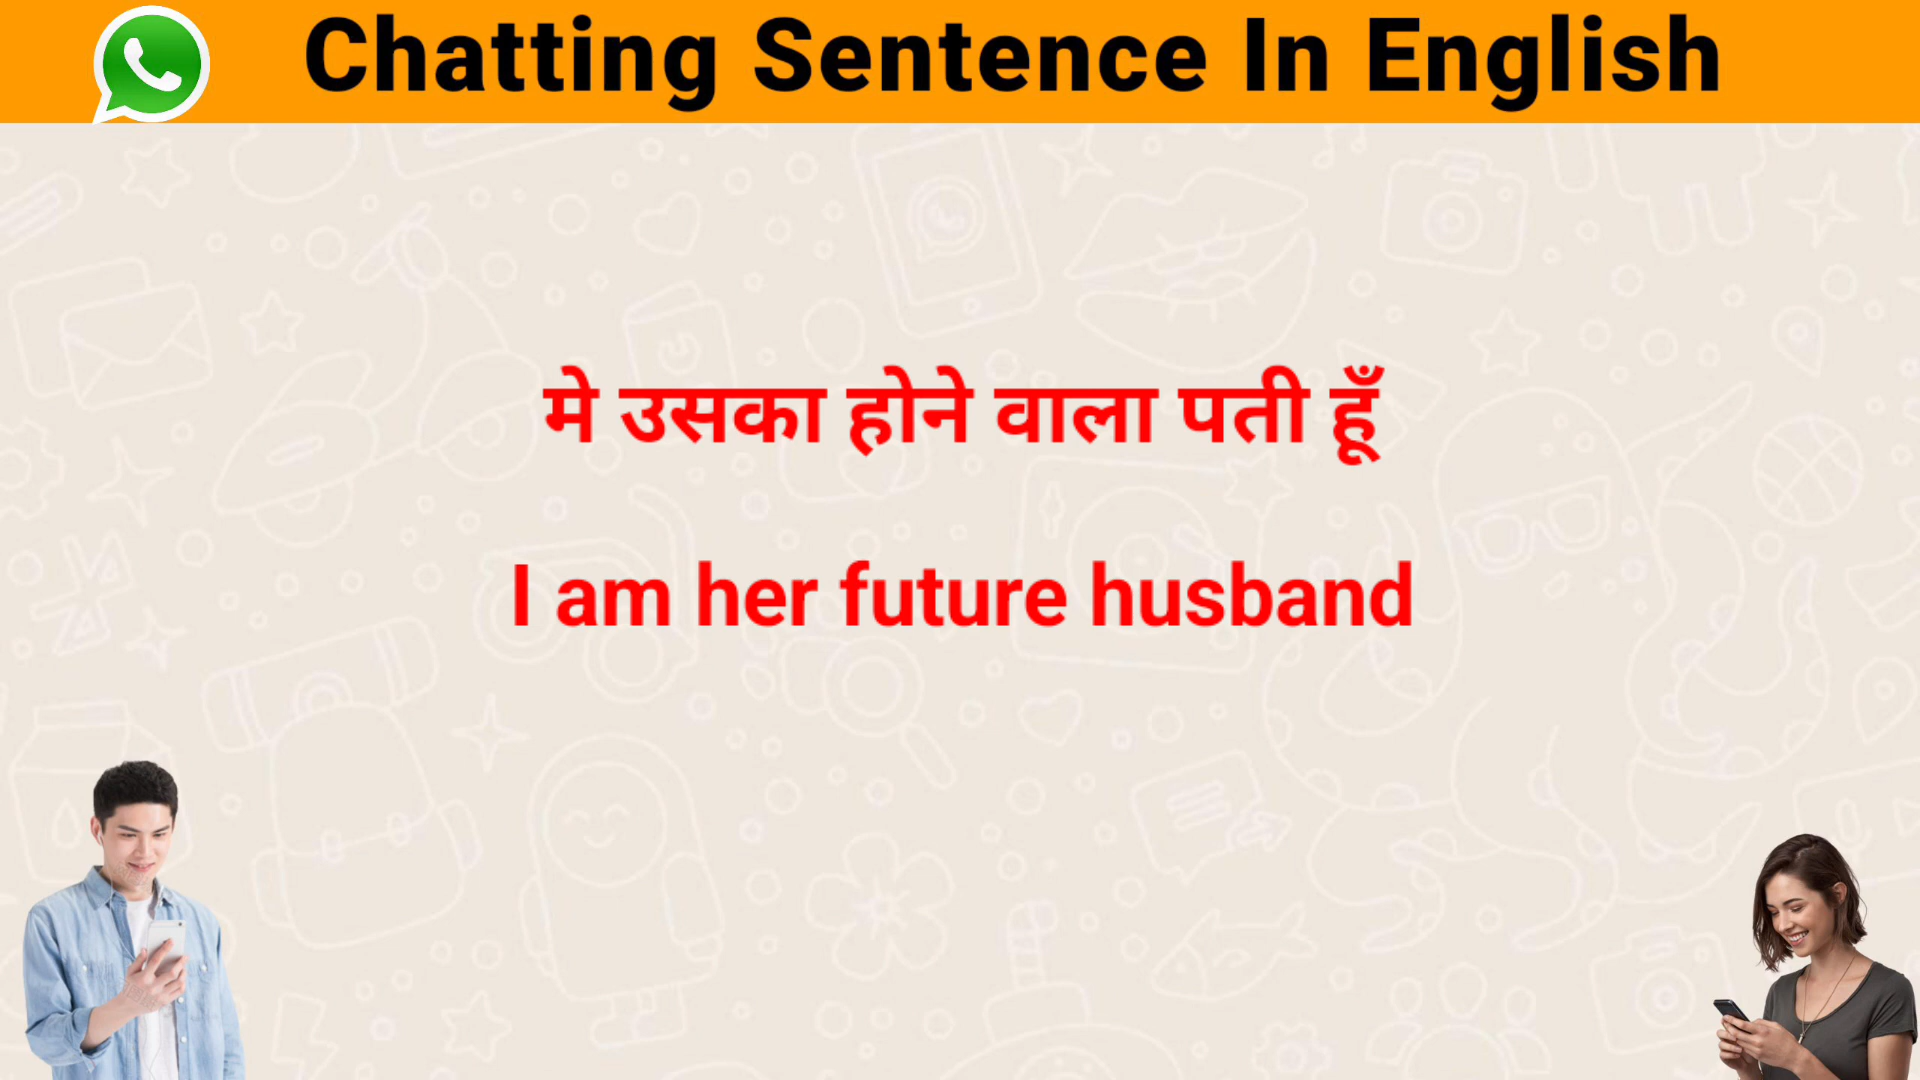 Chatting Sentence In English
मे उसका होने वाला पती हूँ
I am her future husband